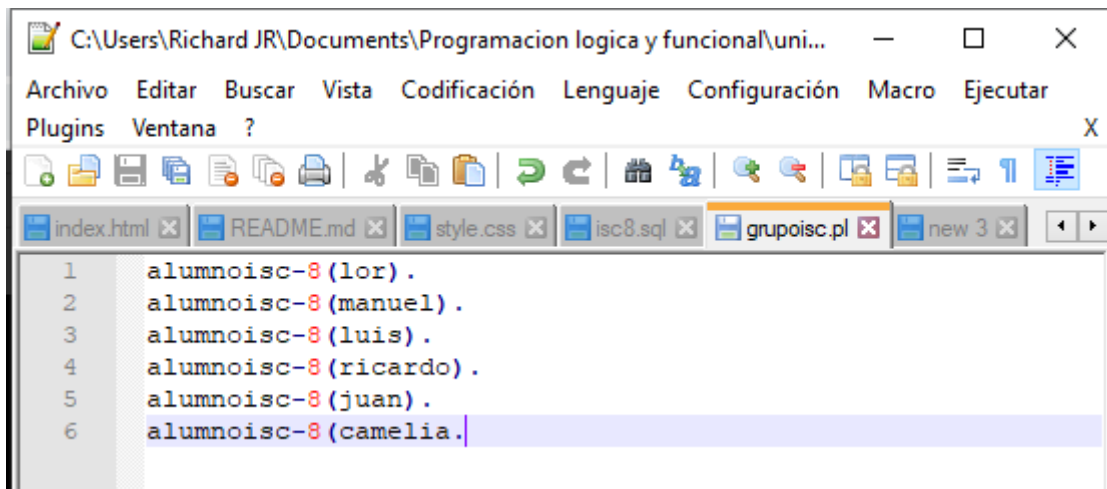 C:\Users\Richard JR\Documents\Programacion logica y funcional\uni...
Archivo Editar Buscar Vista Codificación Lenguaje Configuración Macro Ejecutar
Plugins Ventana ? X
index.html README.md style.css isc8.sql grupoisc.pl new 3
1 alumnoisc-8(lor).
2 alumnoisc-8(manuel).
3 alumnoisc-8(luis).
4 alumnoisc-8(ricardo).
5 alumnoisc-8(juan).
6 alumnoisc-8(camelia.